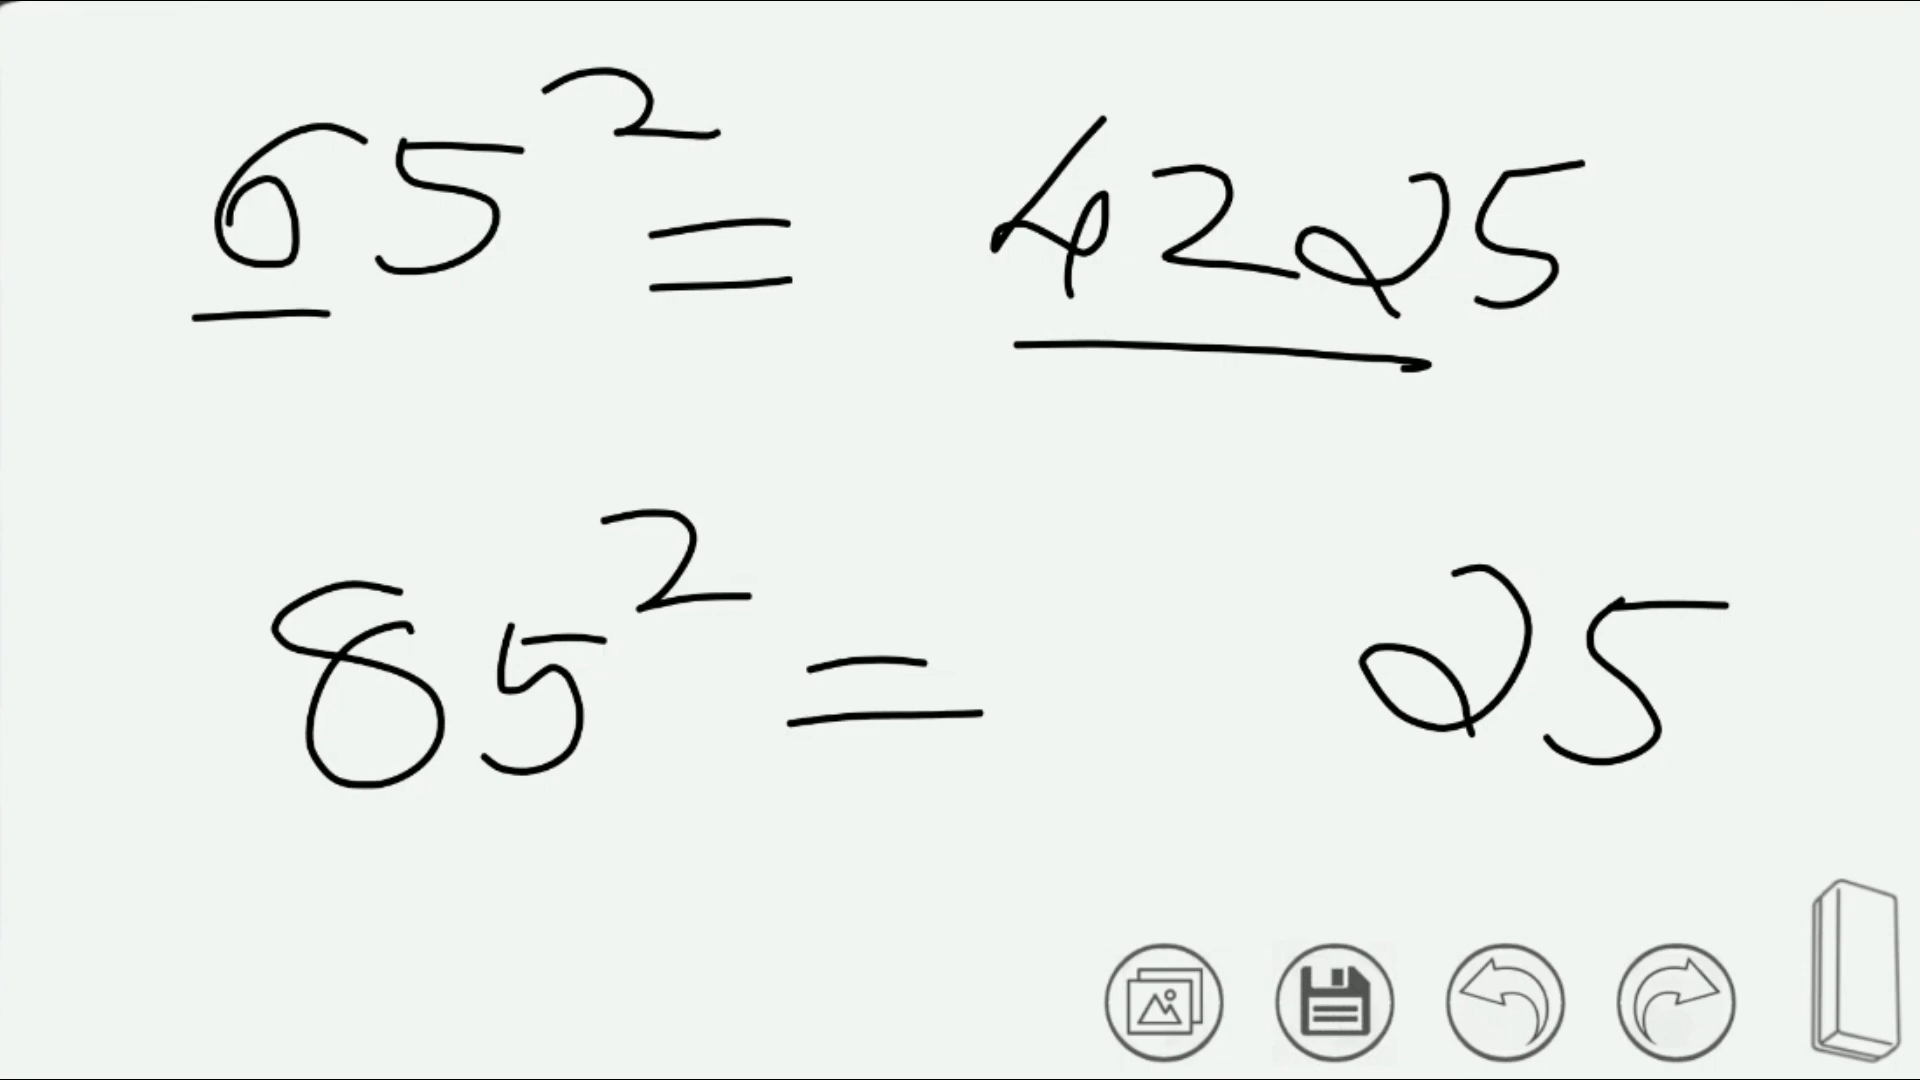 65² = 4225
85² = 25